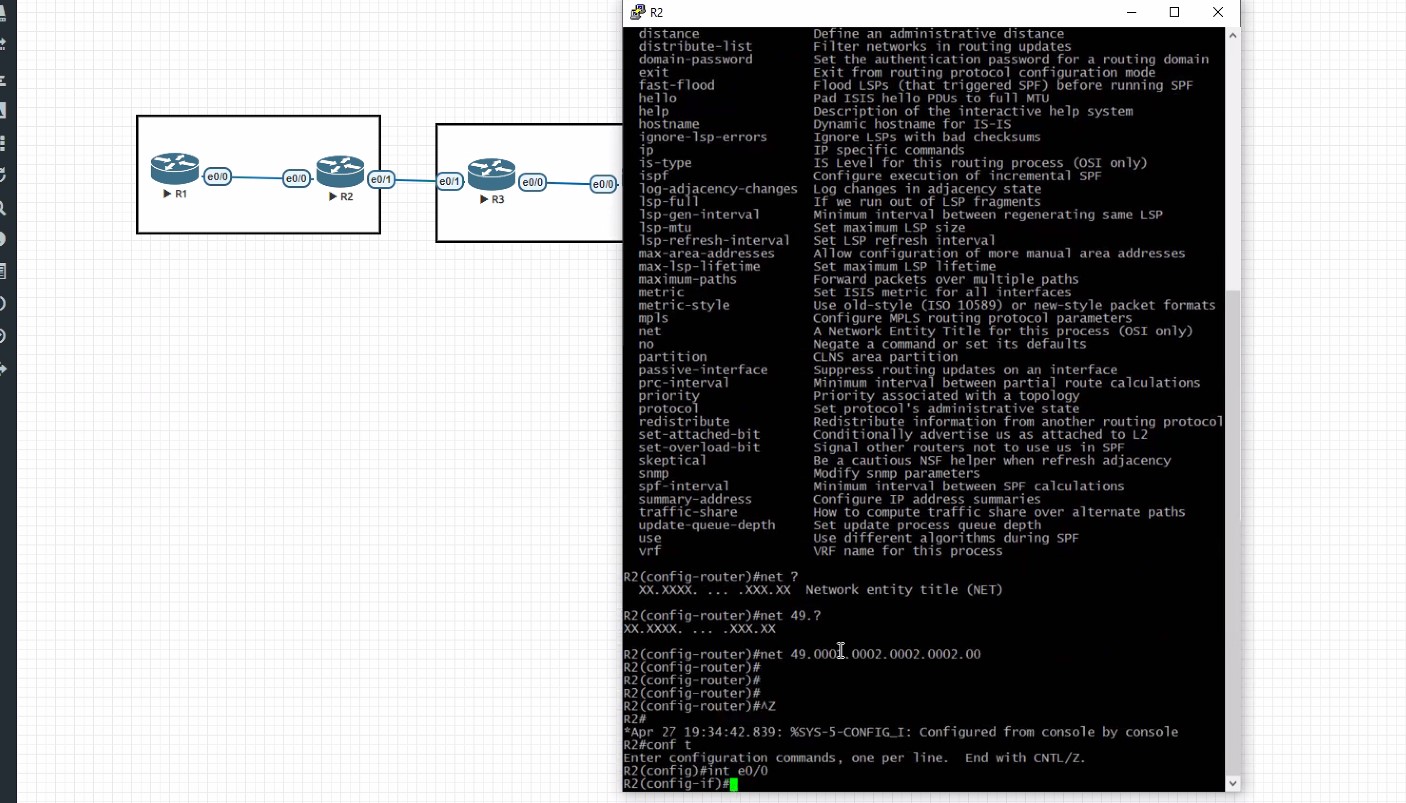 R2
distance Define an administrative distance
distribute-list Filter networks in routing updates
domain-password Set the authentication password for a routing domain
exit Exit from routing protocol configuration mode
fast-flood Flood LSPs (that triggered SPF) before running SPF
hello Pad ISIS hello PDUs to full MTU
help Description of the interactive help system
hostname Dynamic hostname for IS-IS
ignore-lsp-errors Ignore LSPs with bad checksums
ip IP specific commands
is-type IS Level for this routing process (OSI only)
ispf Configure execution of incremental SPF
log-adjacency-changes Log changes in adjacency state
lsp-full If we run out of LSP fragments
lsp-gen-interval Minimum interval between regenerating same LSP
lsp-mtu Set maximum LSP size
lsp-refresh-interval Set LSP refresh interval
max-area-addresses Allow configuration of more manual area addresses
max-lsp-lifetime Set maximum LSP lifetime
maximum-paths Forward packets over multiple paths
metric Set ISIS metric for all interfaces
metric-style Use old-style (ISO 10589) or new-style packet formats
mpls Configure MPLS routing protocol parameters
net A Network Entity Title for this process (OSI only)
no Negate a command or set its defaults
partition CLNS area partition
passive-interface Suppress routing updates on an interface
prc-interval Minimum interval between partial route calculations
priority Priority associated with a topology
protocol Set protocol's administrative state
redistribute Redistribute information from another routing protocol
set-attached-bit Conditionally advertise us as attached to L2
set-overload-bit Signal other routers not to use us in SPF
skeptical Be a cautious NSF helper when refresh adjacency
snmp Modify snmp parameters
spf-interval Minimum interval between SPF calculations
summary-address Configure IP address summaries
traffic-share How to compute traffic share over alternate paths
update-queue-depth Set update process queue depth
use Use different algorithms during SPF
vrf VRF name for this process
R2(config-router)#net ?
XX.XXXX. ... .XXX.XX Network entity title (NET)
R2(config-router)#net 49.?
XX.XXXX. ... .XXX.XX
R2(config-router)#net
R2(config-router)#
R2(config-router)#
R2(config-router)#
R2(config-router)#^Z
R2#
*Apr 27 19:34:42.839: %SYS-5-CONFIG_I: Configured from console by console
R2#conf t
Enter configuration commands, one per line. End with CNTL/Z.
R2(config)#int e0/0
R2(config-if)#
e0/0 e0/0 e0/1 e0/1 e0/0 e0/0
R1 R2 R3